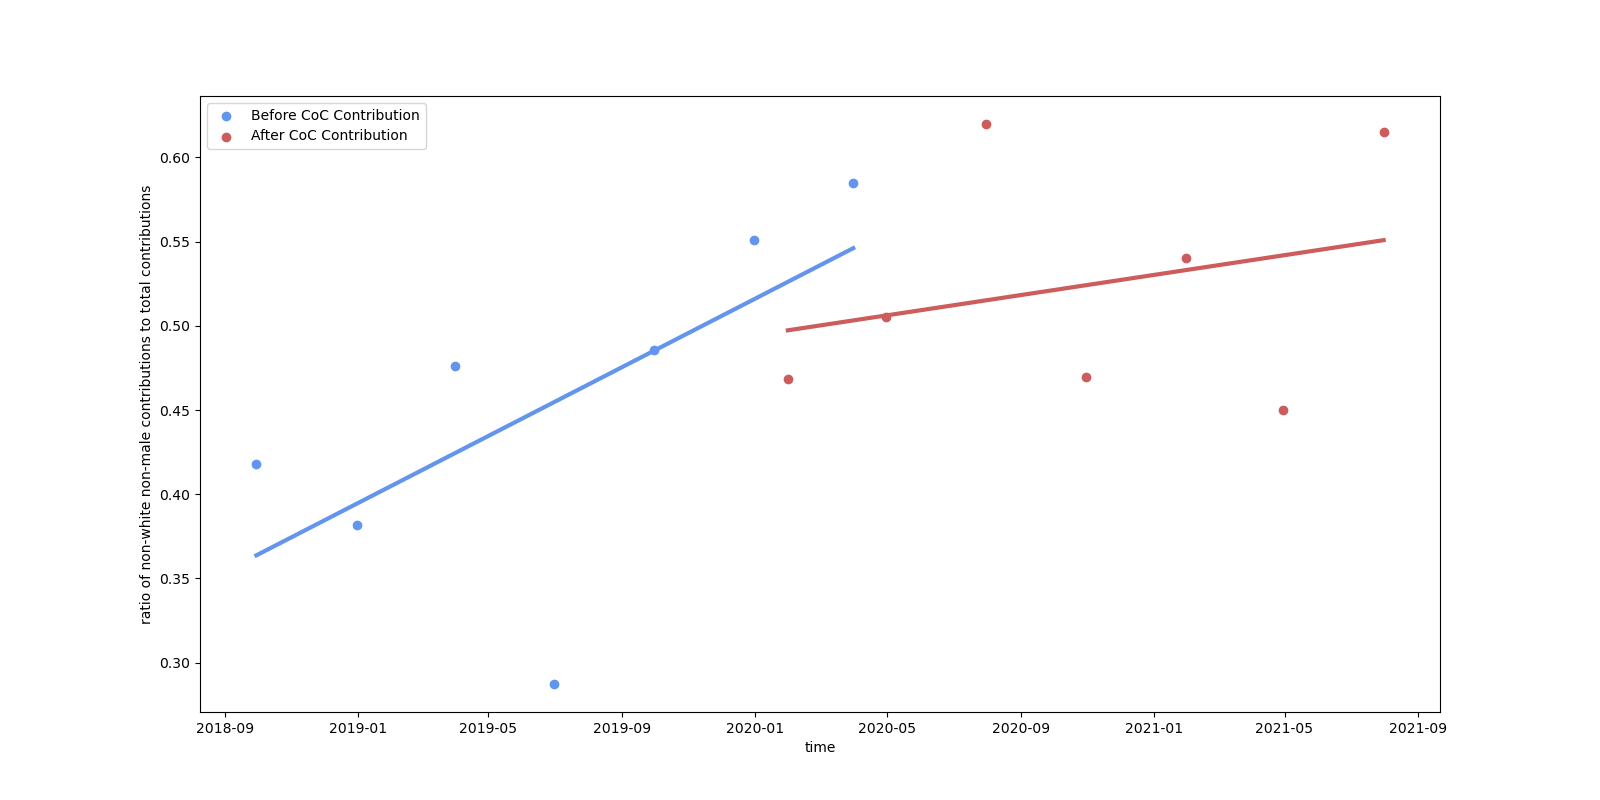 Before CoC Contribution
After CoC Contribution
ratio of non-white non-male contributions to total contributions
0.60
0.55
0.50
0.45
0.40
0.35
0.30
2018-09 2019-01 2019-05 2019-09 2020-01 2020-05 2020-09 2021-01 2021-05 2021-09
time